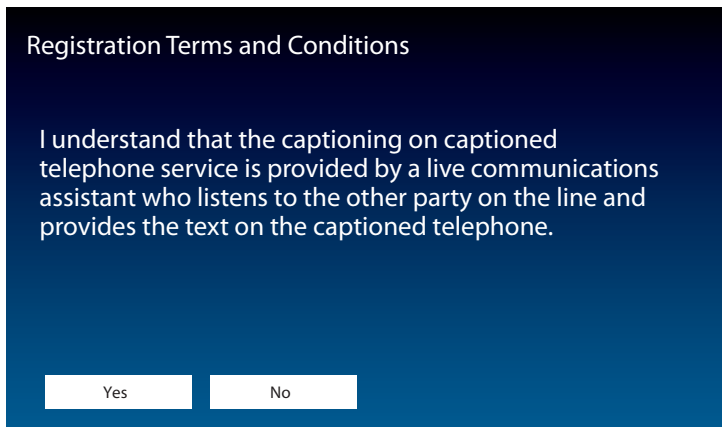 Registration Terms and Conditions
I understand that the captioning on captioned
telephone service is provided by a live communications
assistant who listens to the other party on the line and
provides the text on the captioned telephone.
Yes
No